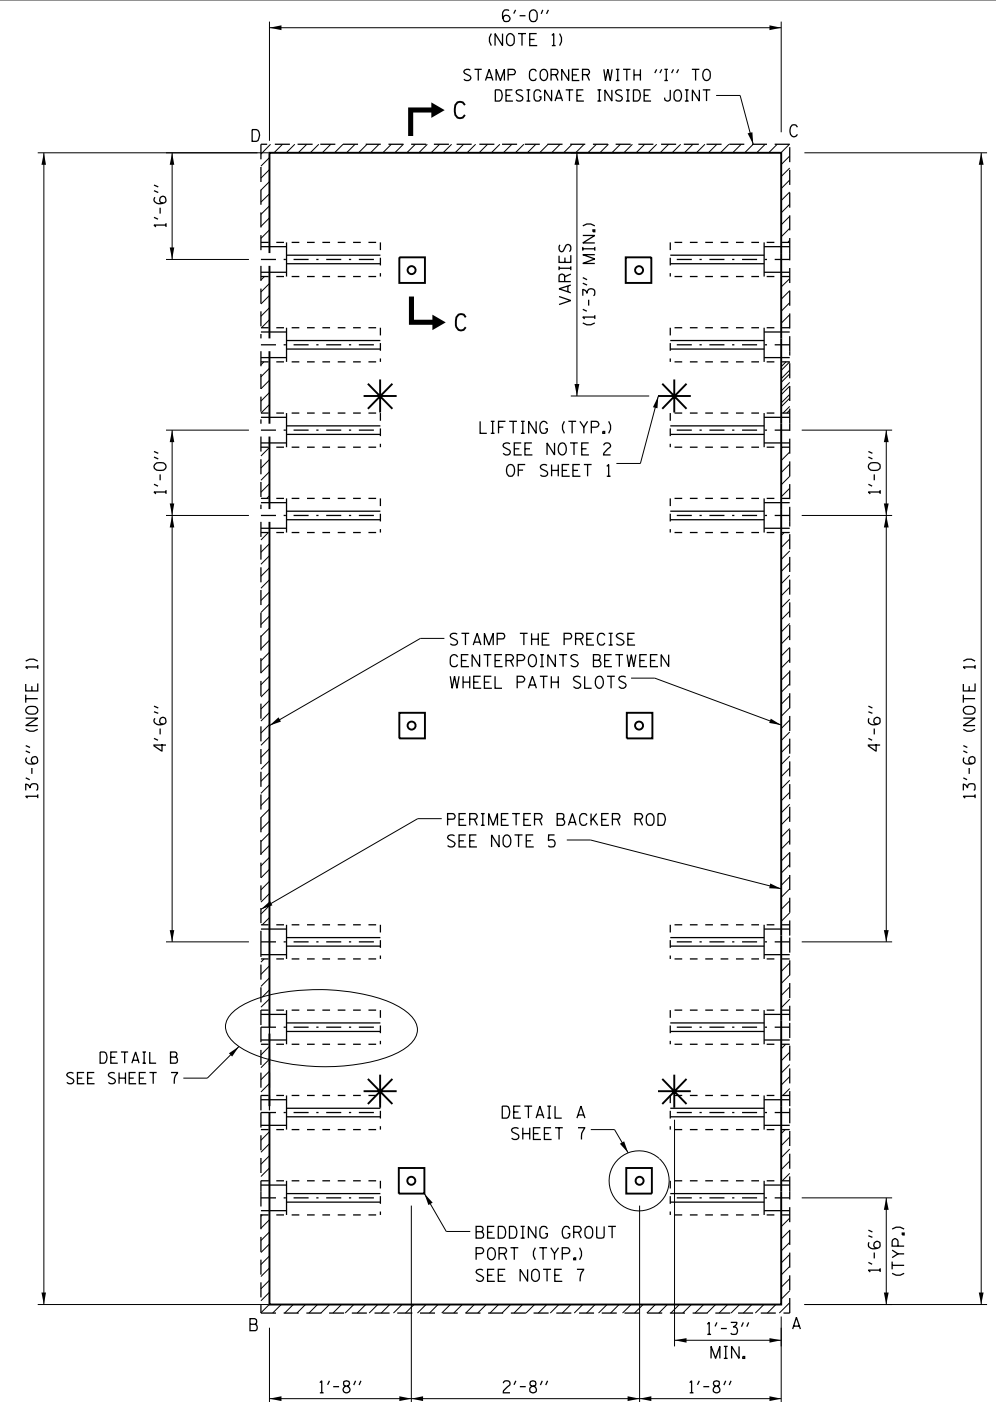 6'-0''
(NOTE 1)
STAMP CORNER WITH ''I'' TO
DESIGNATE INSIDE JOINT
C
D
C
1'-6''
VARIES
(1'-3'' MIN.)
C
LIFTING (TYP.)
SEE NOTE 2
OF SHEET 1
1'-0''
1'-0''
STAMP THE PRECISE
CENTERPOINTS BETWEEN
WHEEL PATH SLOTS
13'-6'' (NOTE 1)
4'-6''
4'-6''
13'-6'' (NOTE 1)
PERIMETER BACKER ROD
SEE NOTE 5
DETAIL B
SEE SHEET 7
DETAIL A
SHEET 7
BEDDING GROUT
PORT (TYP.)
SEE NOTE 7
1'-6''
(TYP.)
B
A
1'-3''
MIN.
1'-8''
2'-8''
1'-8''